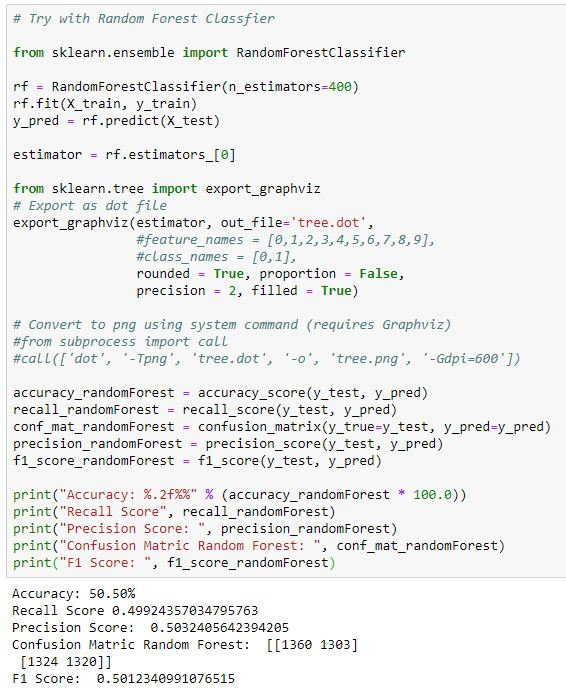 # Try with Random Forest Classfier
from sklearn.ensemble import RandomForestClassifier
rf = RandomForestClassifier(n_estimators=400)
rf.fit(X_train, y_train)
y_pred = rf.predict(X_test)
estimator = rf.estimators_[0]
from sklearn.tree import export_graphviz
# Export as dot file
export_graphviz(estimator, out_file='tree.dot',
#feature_names = [0,1,2,3,4,5,6,7,8,9],
#class_names = [0,1],
rounded = True, proportion = False,
precision = 2, filled = True)
# Convert to png using system command (requires Graphviz)
#from subprocess import call
#call(['dot', '-Tpng', 'tree.dot', '-o', 'tree.png', '-Gdpi=600'])
accuracy_randomForest = accuracy_score(y_test, y_pred)
recall_randomForest = recall_score(y_test, y_pred)
conf_mat_randomForest = confusion_matrix(y_true=y_test, y_pred=y_pred)
precision_randomForest = precision_score(y_test, y_pred)
f1_score_randomForest = f1_score(y_test, y_pred)
print("Accuracy: %.2f%%" % (accuracy_randomForest * 100.0))
print("Recall Score", recall_randomForest)
print("Precision Score: ", precision_randomForest)
print("Confusion Matric Random Forest: ", conf_mat_randomForest)
print("F1 Score: ", f1_score_randomForest)
Accuracy: 50.50%
Recall Score 0.49924357034795763
Precision Score:  0.5032405642394205
Confusion Matric Random Forest:  [[1360 1303]
[1324 1320]]
F1 Score:  0.5012340991076515